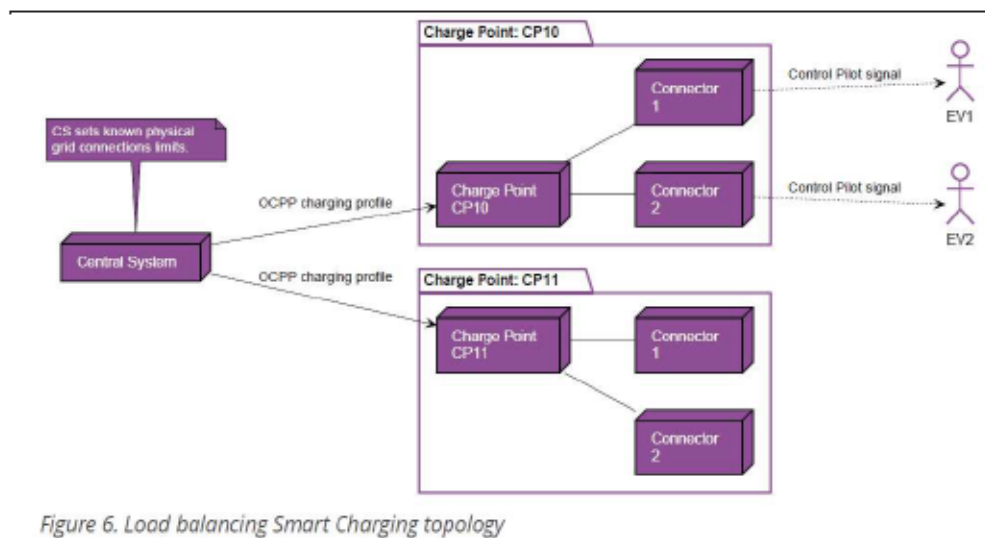 Charge Point: CP10
Connector
1
Control Pilot signal
EV1
CS sets known physical
grid connections limits.
Charge Point
CP10
Connector
2
Control Pilot signal
EV2
OCPP charging profile
Central System
OCPP charging profile
Charge Point: CP11
Charge Point
CP11
Connector
1
Connector
2
Figure 6. Load balancing Smart Charging topology